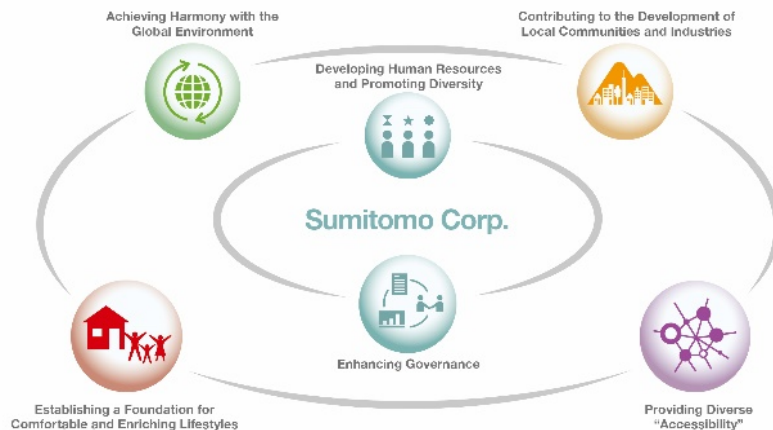 Achieving Harmony with the
Global Environment
Contributing to the Development of
Local Communities and Industries
Developing Human Resources
and Promoting Diversity
Sumitomo Corp.
Enhancing Governance
Establishing a Foundation for
Comfortable and Enriching Lifestyles
Providing Diverse
“Accessibility”